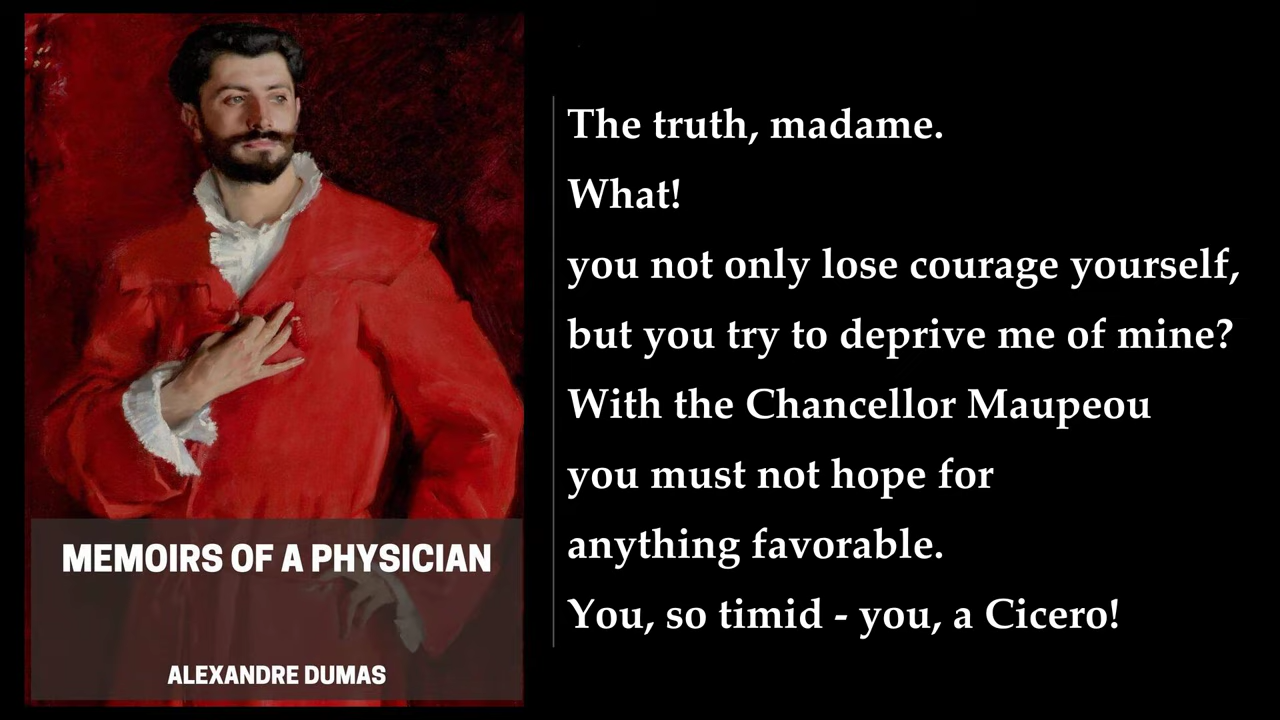 MEMOIRS OF A PHYSICIAN
ALEXANDRE DUMAS
The truth, madame.
What!
you not only lose courage yourself,
but you try to deprive me of mine?
With the Chancellor Maupeou
you must not hope for
anything favorable.
You, so timid - you, a Cicero!